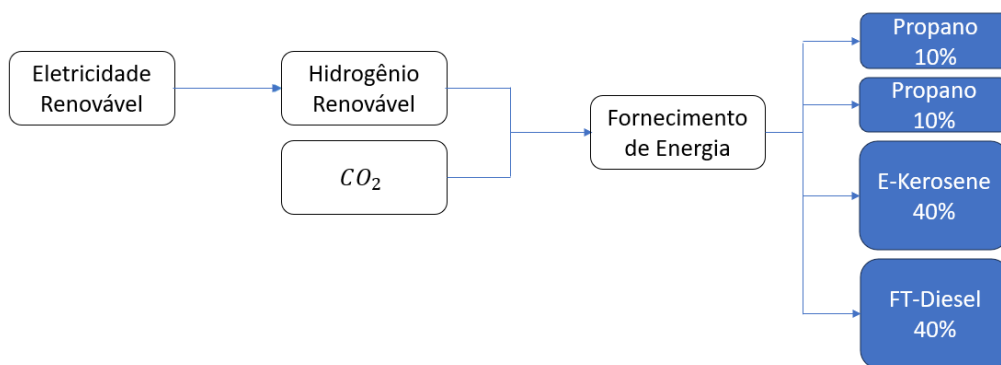 Eletricidade
Renovável
Hidrogênio
Renovável
CO₂
Fornecimento
de Energia
Propano
10%
Propano
10%
E-Kerosene
40%
FT-Diesel
40%